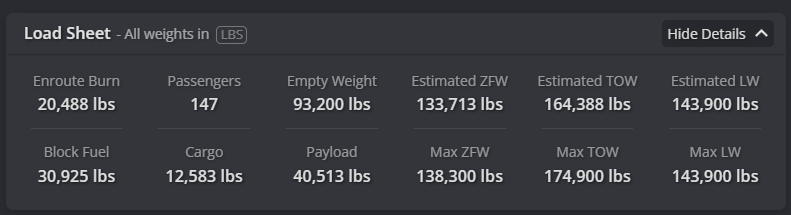 Load Sheet - All weights in LBS
Hide Details
Enroute Burn Passengers Empty Weight Estimated ZFW Estimated TOW Estimated LW
20,488 lbs 147 93,200 lbs 133,713 lbs 164,388 lbs 143,900 lbs
Block Fuel Cargo Payload Max ZFW Max TOW Max LW
30,925 lbs 12,583 lbs 40,513 lbs 138,300 lbs 174,900 lbs 143,900 lbs